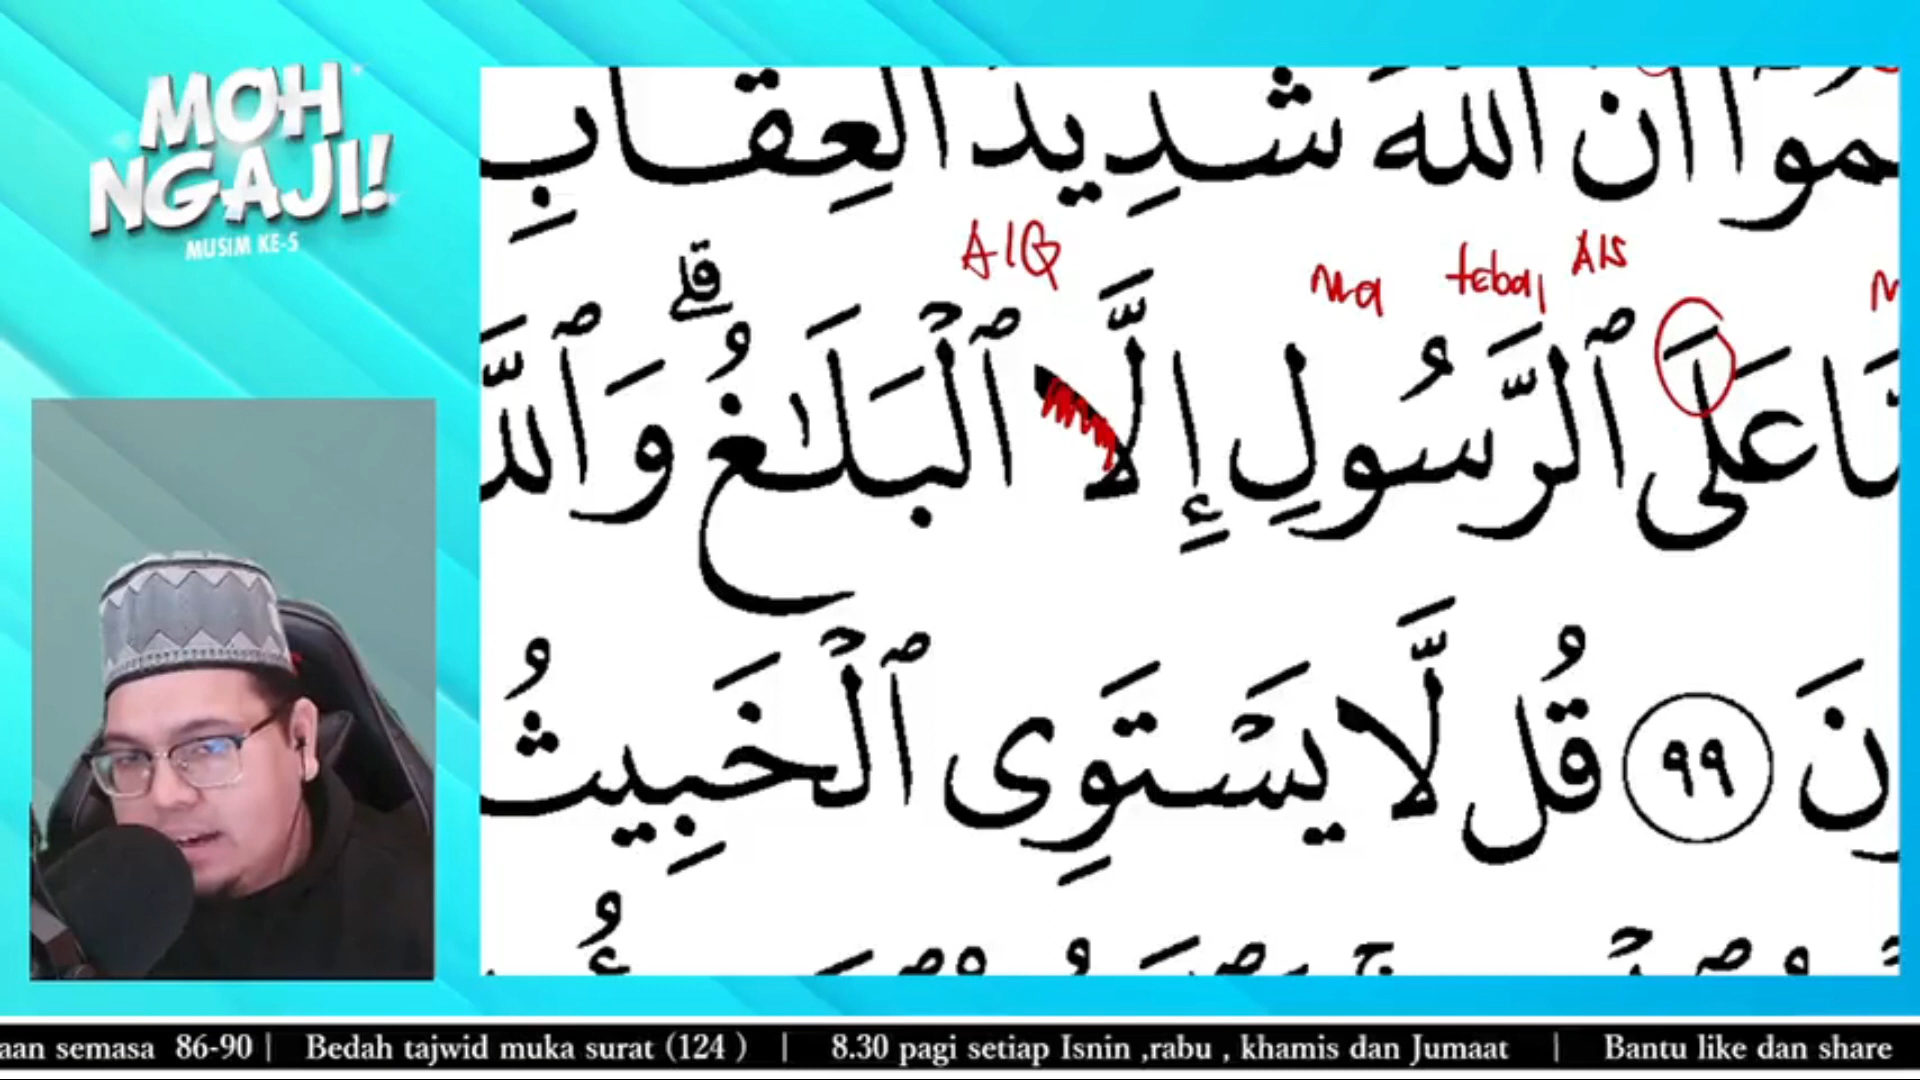 MOH
NGAJI!
MUSIM KE-5
أَنَّ ٱللَّهَ شَدِيدُ ٱلْعِقَابِ
AlQ Ma tebal Als
عَلَى ٱلرَّسُولِ إِلَّا ٱلْبَلَـٰغُ ۗ
نَ ٩٩ قُل لَّا يَسْتَوِى ٱلْخَبِيثُ
aan semasa 86-90 | Bedah tajwid muka surat (124 ) | 8.30 pagi setiap Isnin ,rabu , khamis dan Jumaat | Bantu like dan share